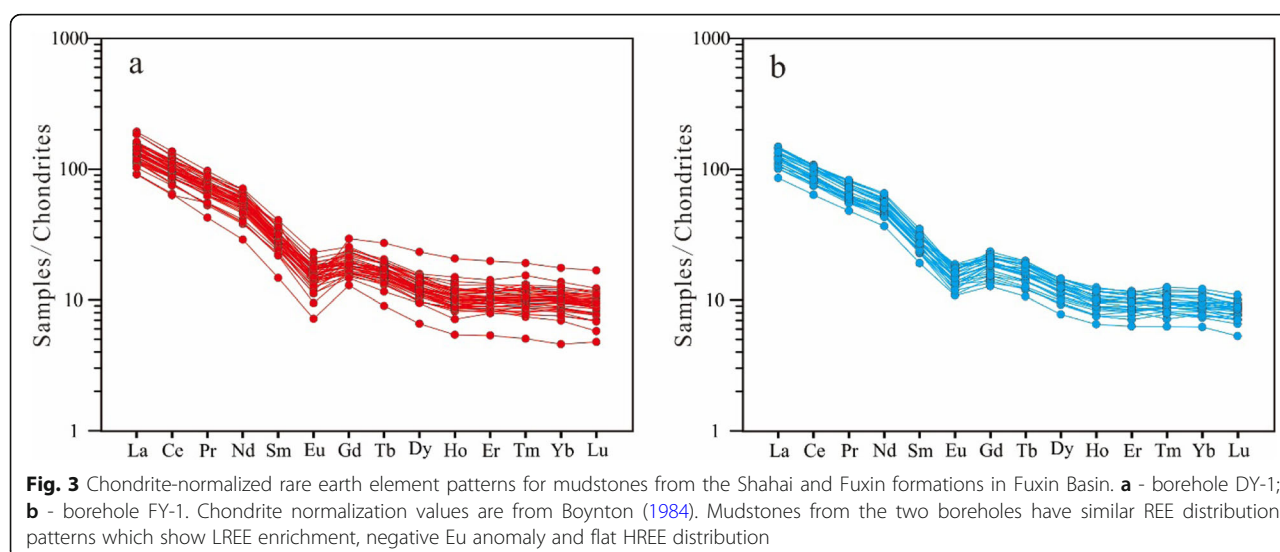 1000
100
10
1
Samples/Chondrites
a
La Ce Pr Nd Sm Eu Gd Tb Dy Ho Er Tm Yb Lu
1000
100
10
1
Samples/Chondrites
b
La Ce Pr Nd Sm Eu Gd Tb Dy Ho Er Tm Yb Lu
Fig. 3 Chondrite-normalized rare earth element patterns for mudstones from the Shahai and Fuxin formations in Fuxin Basin. a - borehole DY-1;
b - borehole FY-1. Chondrite normalization values are from Boynton (1984). Mudstones from the two boreholes have similar REE distribution
patterns which show LREE enrichment, negative Eu anomaly and flat HREE distribution